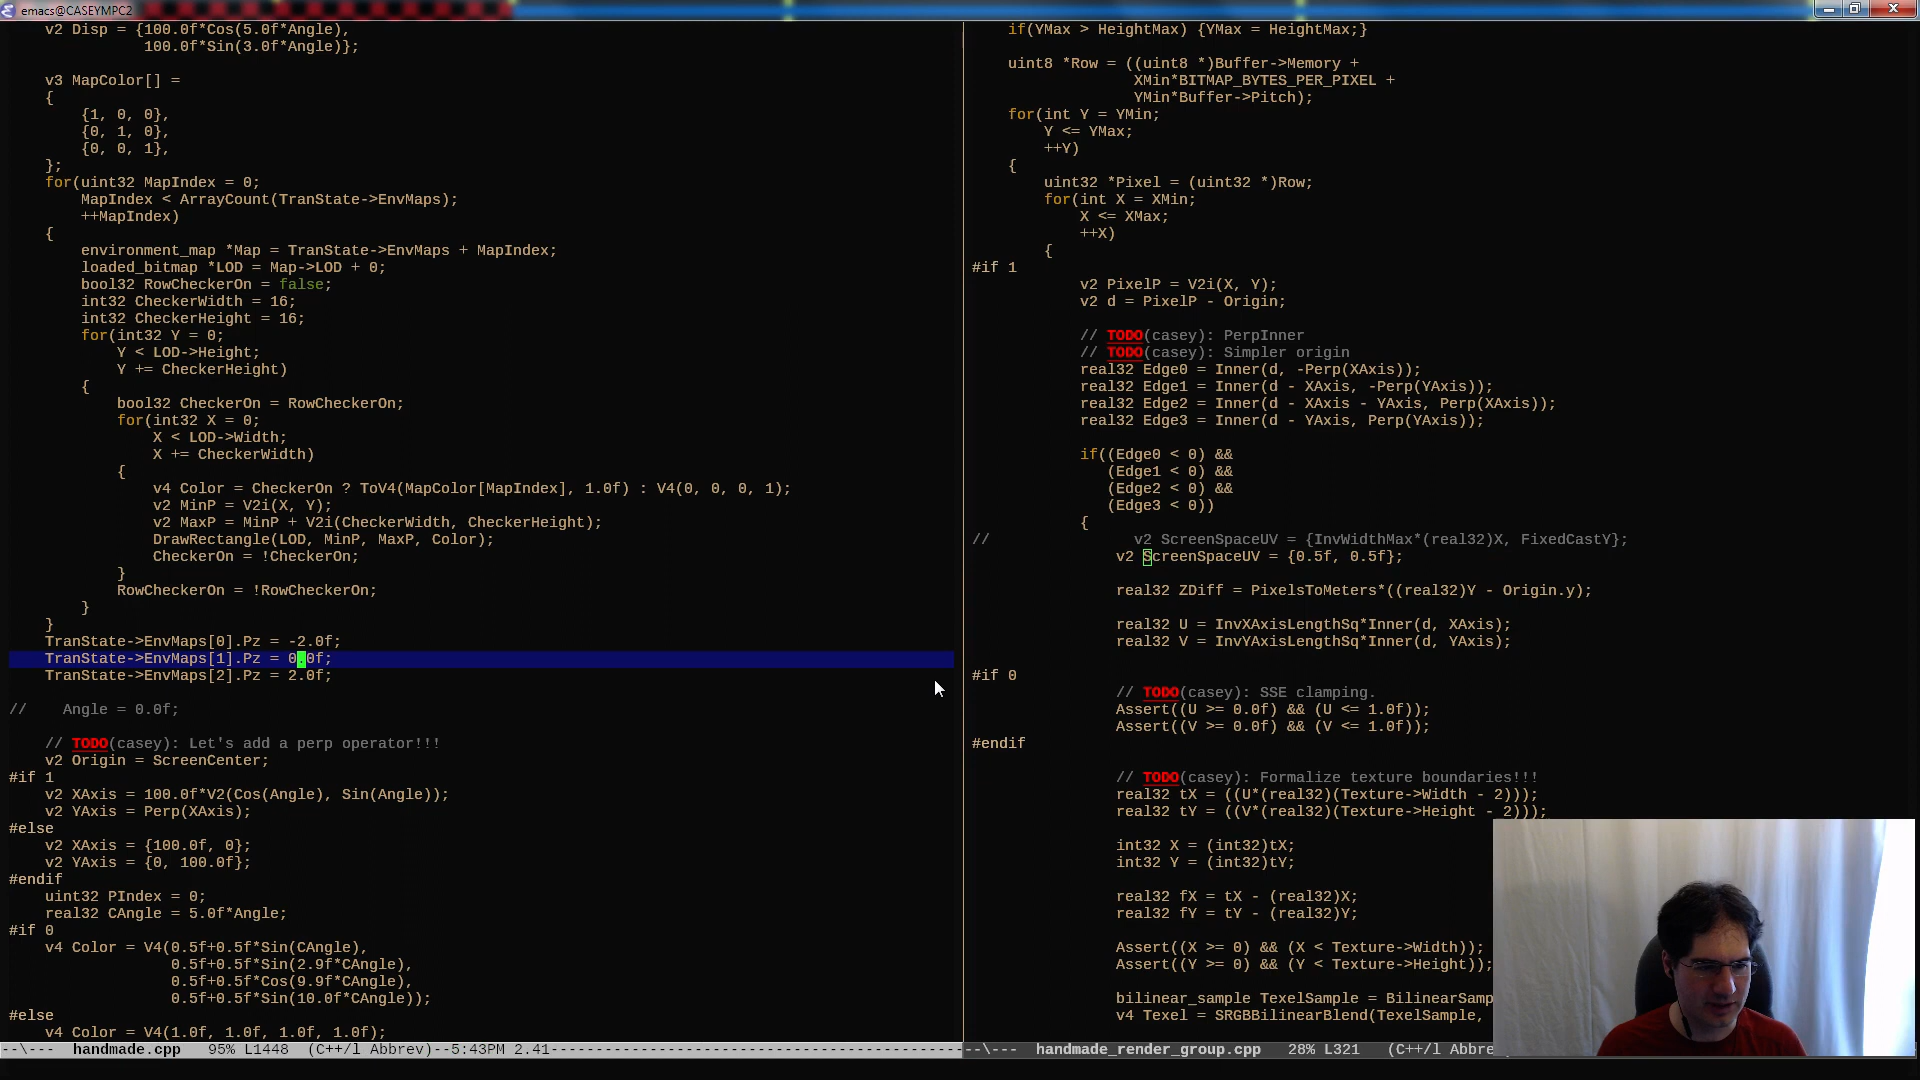 emacs@CASEYMPC2
v2 Disp = {100.0f*Cos(5.0f*Angle),
100.0f*Sin(3.0f*Angle)};
v3 MapColor[] =
{
{1, 0, 0},
{0, 1, 0},
{0, 0, 1},
};
for(uint32 MapIndex = 0;
MapIndex < ArrayCount(TranState->EnvMaps);
++MapIndex)
{
environment_map *Map = TranState->EnvMaps + MapIndex;
loaded_bitmap *LOD = Map->LOD + 0;
bool32 RowCheckerOn = false;
int32 CheckerWidth = 16;
int32 CheckerHeight = 16;
for(int32 Y = 0;
Y < LOD->Height;
Y += CheckerHeight)
{
bool32 CheckerOn = RowCheckerOn;
for(int32 X = 0;
X < LOD->Width;
X += CheckerWidth)
{
v4 Color = CheckerOn ? ToV4(MapColor[MapIndex], 1.0f) : V4(0, 0, 0, 1);
v2 MinP = V2i(X, Y);
v2 MaxP = MinP + V2i(CheckerWidth, CheckerHeight);
DrawRectangle(LOD, MinP, MaxP, Color);
CheckerOn = !CheckerOn;
}
RowCheckerOn = !RowCheckerOn;
}
}
TranState->EnvMaps[0].Pz = -2.0f;
TranState->EnvMaps[1].Pz = 0.0f;
TranState->EnvMaps[2].Pz = 2.0f;
// Angle = 0.0f;
// TODO(casey): Let's add a perp operator!!!
v2 Origin = ScreenCenter;
#if 1
v2 XAxis = 100.0f*V2(Cos(Angle), Sin(Angle));
v2 YAxis = Perp(XAxis);
#else
v2 XAxis = {100.0f, 0};
v2 YAxis = {0, 100.0f};
#endif
uint32 PIndex = 0;
real32 CAngle = 5.0f*Angle;
#if 0
v4 Color = V4(0.5f+0.5f*Sin(CAngle),
0.5f+0.5f*Sin(2.9f*CAngle),
0.5f+0.5f*Cos(9.9f*CAngle),
0.5f+0.5f*Sin(10.0f*CAngle));
#else
v4 Color = V4(1.0f, 1.0f, 1.0f, 1.0f);
--\--- handmade.cpp 95% L1448 (C++/l Abbrev)--5:43PM 2.41
if(YMax > HeightMax) {YMax = HeightMax;}
uint8 *Row = ((uint8 *)Buffer->Memory +
XMin*BITMAP_BYTES_PER_PIXEL +
YMin*Buffer->Pitch);
for(int Y = YMin;
Y <= YMax;
++Y)
{
uint32 *Pixel = (uint32 *)Row;
for(int X = XMin;
X <= XMax;
++X)
{
#if 1
v2 PixelP = V2i(X, Y);
v2 d = PixelP - Origin;
// TODO(casey): PerpInner
// TODO(casey): Simpler origin
real32 Edge0 = Inner(d, -Perp(XAxis));
real32 Edge1 = Inner(d - XAxis, -Perp(YAxis));
real32 Edge2 = Inner(d - XAxis - YAxis, Perp(XAxis));
real32 Edge3 = Inner(d - YAxis, Perp(YAxis));
if((Edge0 < 0) &&
(Edge1 < 0) &&
(Edge2 < 0) &&
(Edge3 < 0))
{
// v2 ScreenSpaceUV = {InvWidthMax*(real32)X, FixedCastY};
v2 ScreenSpaceUV = {0.5f, 0.5f};
real32 ZDiff = PixelsToMeters*((real32)Y - Origin.y);
real32 U = InvXAxisLengthSq*Inner(d, XAxis);
real32 V = InvYAxisLengthSq*Inner(d, YAxis);
#if 0
// TODO(casey): SSE clamping.
Assert((U >= 0.0f) && (U <= 1.0f));
Assert((V >= 0.0f) && (V <= 1.0f));
#endif
// TODO(casey): Formalize texture boundaries!!!
real32 tX = ((U*(real32)(Texture->Width - 2)));
real32 tY = ((V*(real32)(Texture->Height - 2)));
int32 X = (int32)tX;
int32 Y = (int32)tY;
real32 fX = tX - (real32)X;
real32 fY = tY - (real32)Y;
Assert((X >= 0) && (X < Texture->Width));
Assert((Y >= 0) && (Y < Texture->Height));
bilinear_sample TexelSample = BilinearSamp
v4 Texel = SRGBBilinearBlend(TexelSample,
--\--- handmade_render_group.cpp 28% L321 (C++/l Abbre